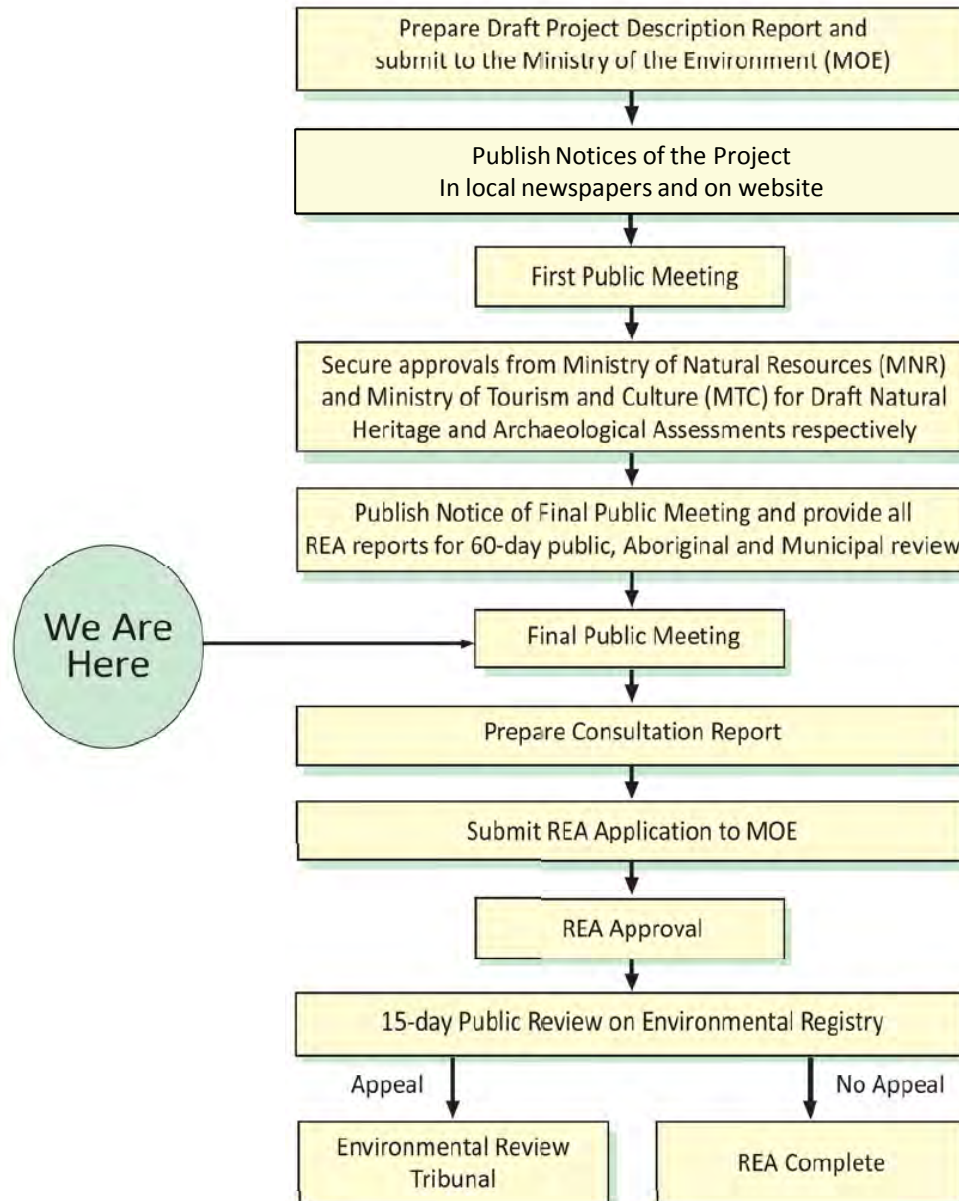 Prepare Draft Project Description Report and
submit to the Ministry of the Environment (MOE)
Publish Notices of the Project
In local newspapers and on website
First Public Meeting
Secure approvals from Ministry of Natural Resources (MNR)
and Ministry of Tourism and Culture (MTC) for Draft Natural
Heritage and Archaeological Assessments respectively
Publish Notice of Final Public Meeting and provide all
REA reports for 60-day public, Aboriginal and Municipal review
We Are
Here
Final Public Meeting
Prepare Consultation Report
Submit REA Application to MOE
REA Approval
15-day Public Review on Environmental Registry
Appeal
No Appeal
Environmental Review
Tribunal
REA Complete